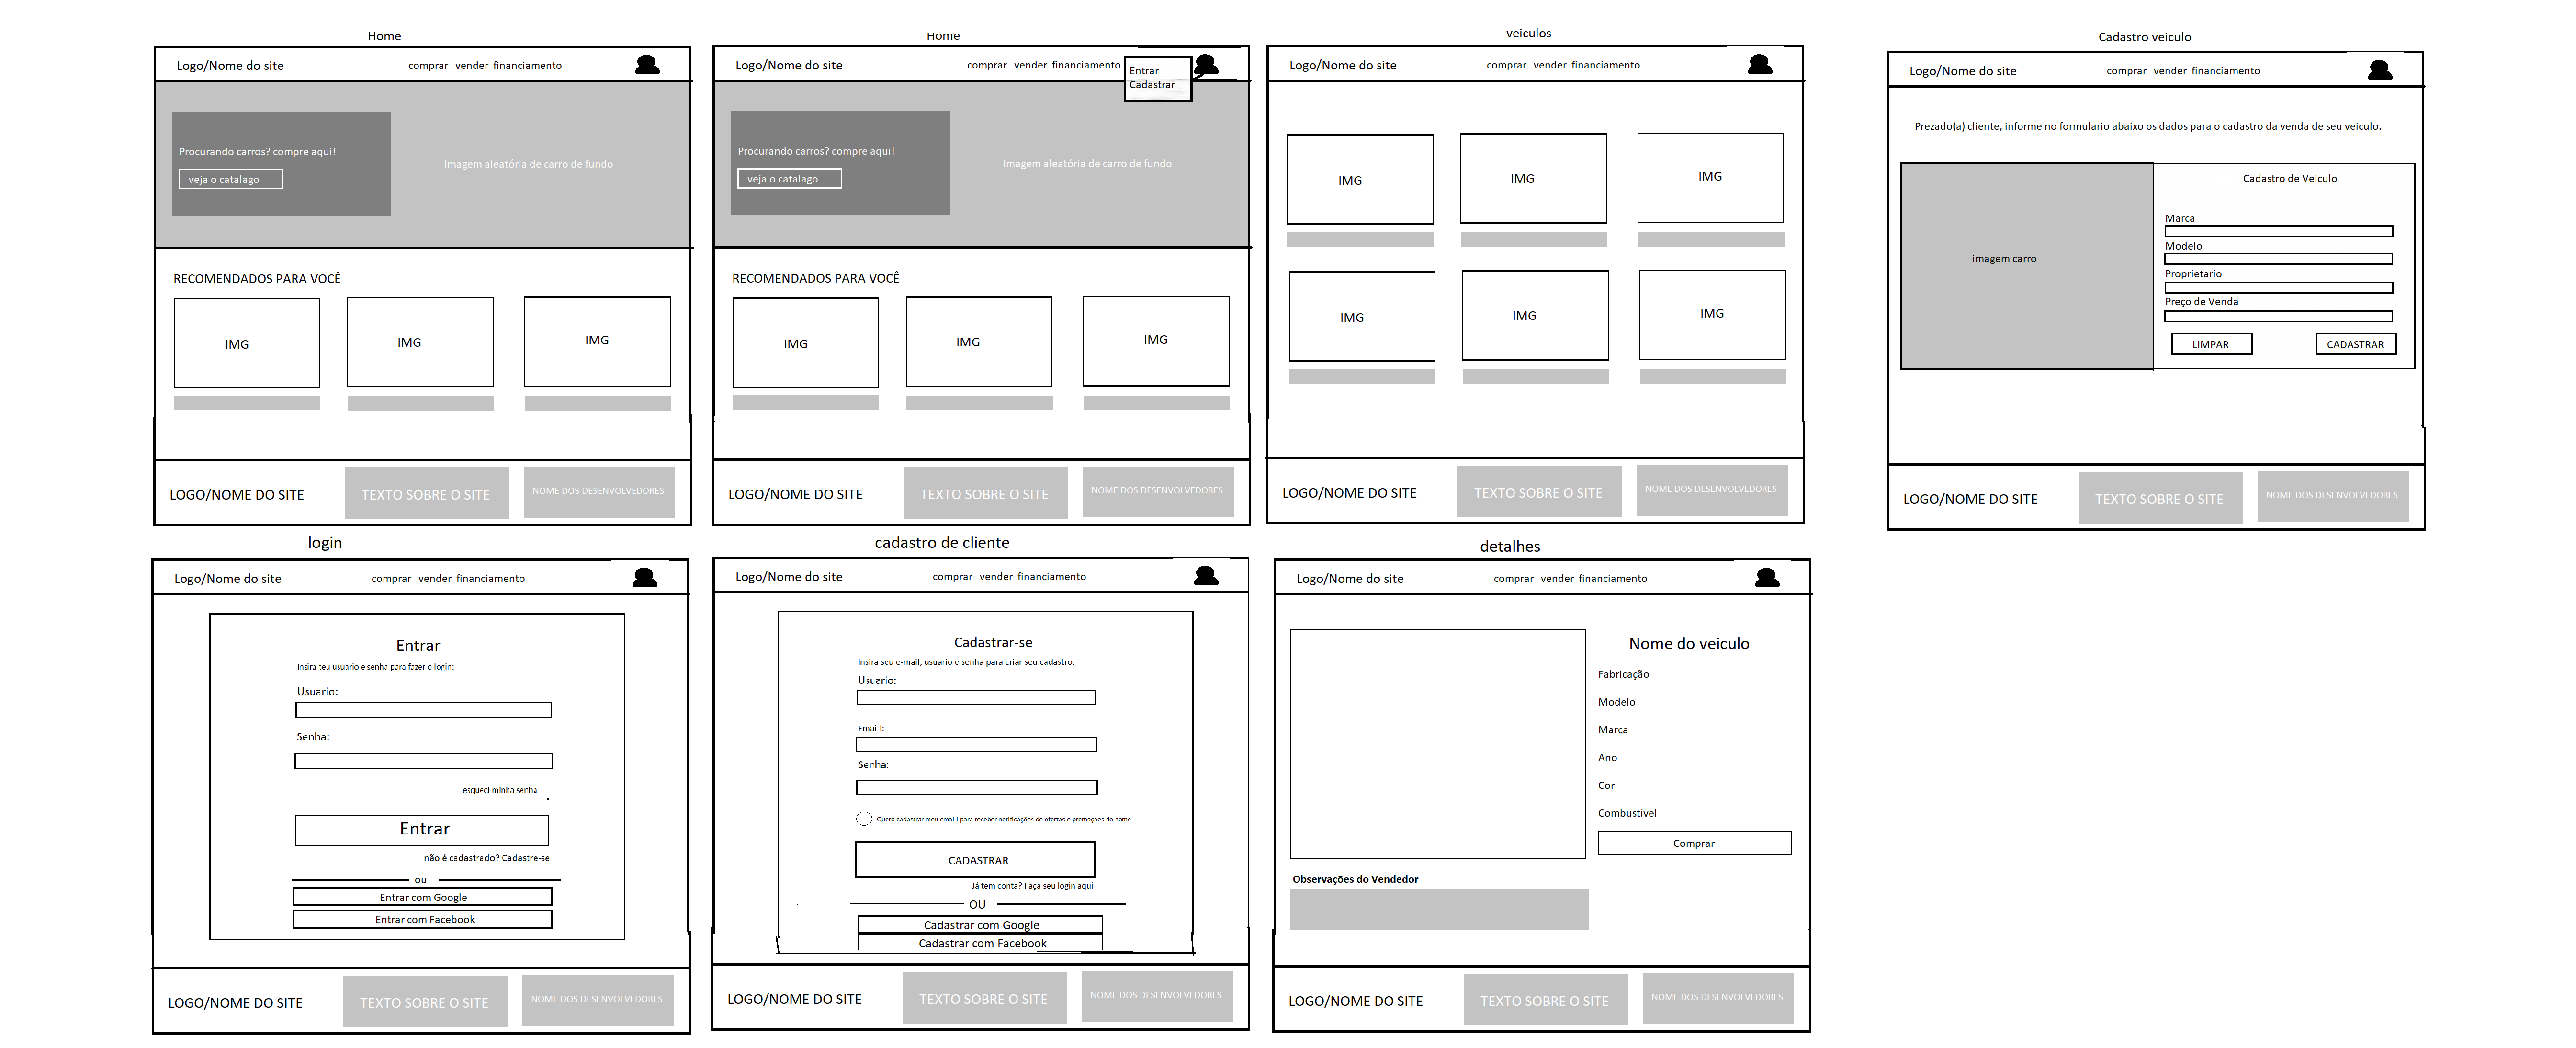 Home
Logo/Nome do site
comprar vender financiamento
Procurando carros? compre aqui!
veja o catalago
Imagem aleatória de carro de fundo
RECOMENDADOS PARA VOCÊ
IMG
IMG
IMG
LOGO/NOME DO SITE
TEXTO SOBRE O SITE
NOME DOS DESENVOLVEDORES
Home
Logo/Nome do site
comprar vender financiamento
Entrar
Cadastrar
Procurando carros? compre aqui!
veja o catalago
Imagem aleatória de carro de fundo
RECOMENDADOS PARA VOCÊ
IMG
IMG
IMG
LOGO/NOME DO SITE
TEXTO SOBRE O SITE
NOME DOS DESENVOLVEDORES
veiculos
Logo/Nome do site
comprar vender financiamento
IMG
IMG
IMG
IMG
IMG
IMG
LOGO/NOME DO SITE
TEXTO SOBRE O SITE
NOME DOS DESENVOLVEDORES
Cadastro veiculo
Logo/Nome do site
comprar vender financiamento
Prezado(a) cliente, informe no formulario abaixo os dados para o cadastro da venda de seu veiculo.
imagem carro
Cadastro de Veiculo
Marca
Modelo
Proprietario
Preço de Venda
LIMPAR
CADASTRAR
LOGO/NOME DO SITE
TEXTO SOBRE O SITE
NOME DOS DESENVOLVEDORES
login
Logo/Nome do site
comprar vender financiamento
Entrar
Insira teu usuario e senha para fazer o login:
Usuario:
Senha:
esqueci minha senha
Entrar
não é cadastrado? Cadastre-se
ou
Entrar com Google
Entrar com Facebook
LOGO/NOME DO SITE
TEXTO SOBRE O SITE
NOME DOS DESENVOLVEDORES
cadastro de cliente
Logo/Nome do site
comprar vender financiamento
Cadastrar-se
Insira seu e-mail, usuario e senha para criar seu cadastro.
Usuario:
Emai-l:
Senha:
Quero cadastrar meu emai-l para receber notificações de ofertas e promoçoes do nome
CADASTRAR
Já tem conta? Faça seu login aqui
OU
Cadastrar com Google
Cadastrar com Facebook
LOGO/NOME DO SITE
TEXTO SOBRE O SITE
NOME DOS DESENVOLVEDORES
detalhes
Logo/Nome do site
comprar vender financiamento
Nome do veiculo
Fabricação
Modelo
Marca
Ano
Cor
Combustível
Comprar
Observações do Vendedor
LOGO/NOME DO SITE
TEXTO SOBRE O SITE
NOME DOS DESENVOLVEDORES